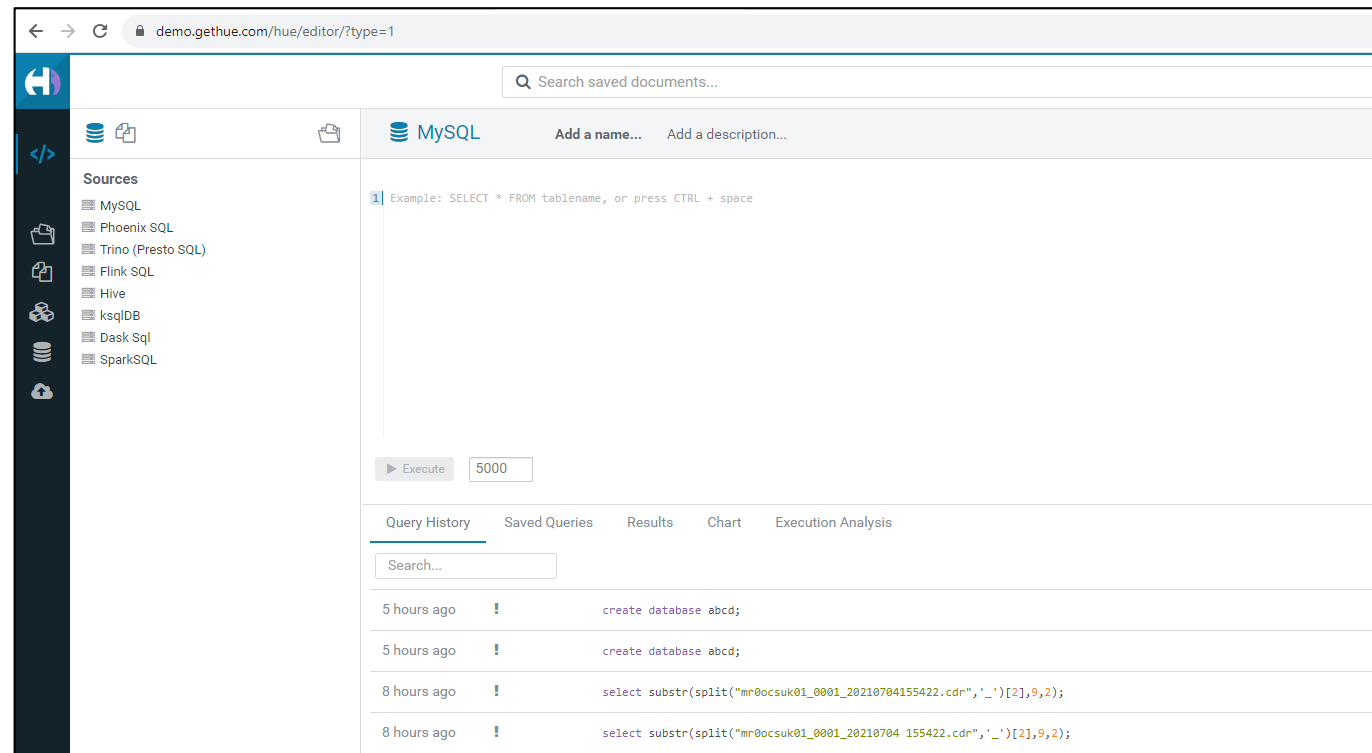 demo.gethue.com/hue/editor/?type=1
Search saved documents...
MySQL Add a name... Add a description...
Sources
MySQL
Phoenix SQL
Trino (Presto SQL)
Flink SQL
Hive
ksqlDB
Dask Sql
SparkSQL
1 Example: SELECT * FROM tablename, or press CTRL + space
Execute 5000
Query History Saved Queries Results Chart Execution Analysis
Search...
5 hours ago ! create database abcd;
5 hours ago ! create database abcd;
8 hours ago ! select substr(split("mr0ocsuk01_0001_20210704155422.cdr",'_')[2],9,2);
8 hours ago ! select substr(split("mr0ocsuk01_0001_20210704 155422.cdr",'_')[2],9,2);